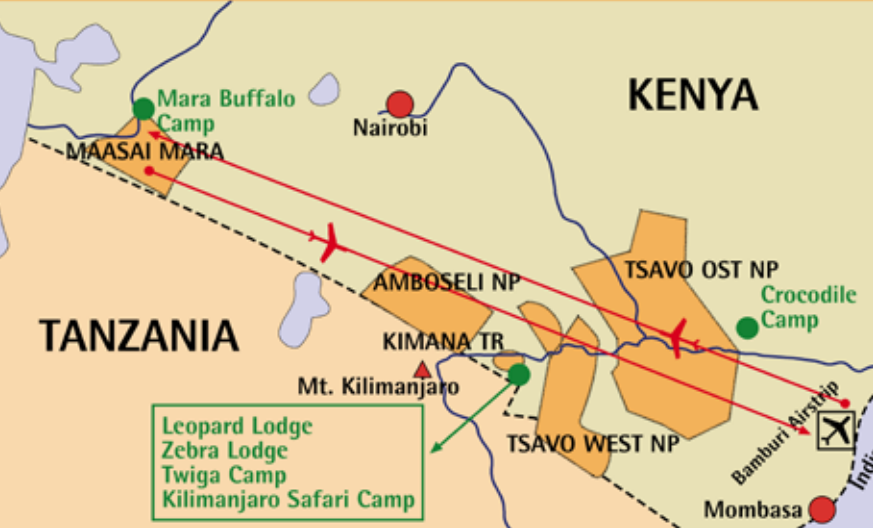 Mara Buffalo
Camp
MAASAI MARA
Nairobi
KENYA
AMBOSELI NP
TSAVO OST NP
Crocodile
Camp
TANZANIA
KIMANA TR
Mt. Kilimanjaro
Leopard Lodge
Zebra Lodge
Twiga Camp
Kilimanjaro Safari Camp
TSAVO WEST NP
Bamburi Airstrip
Mombasa